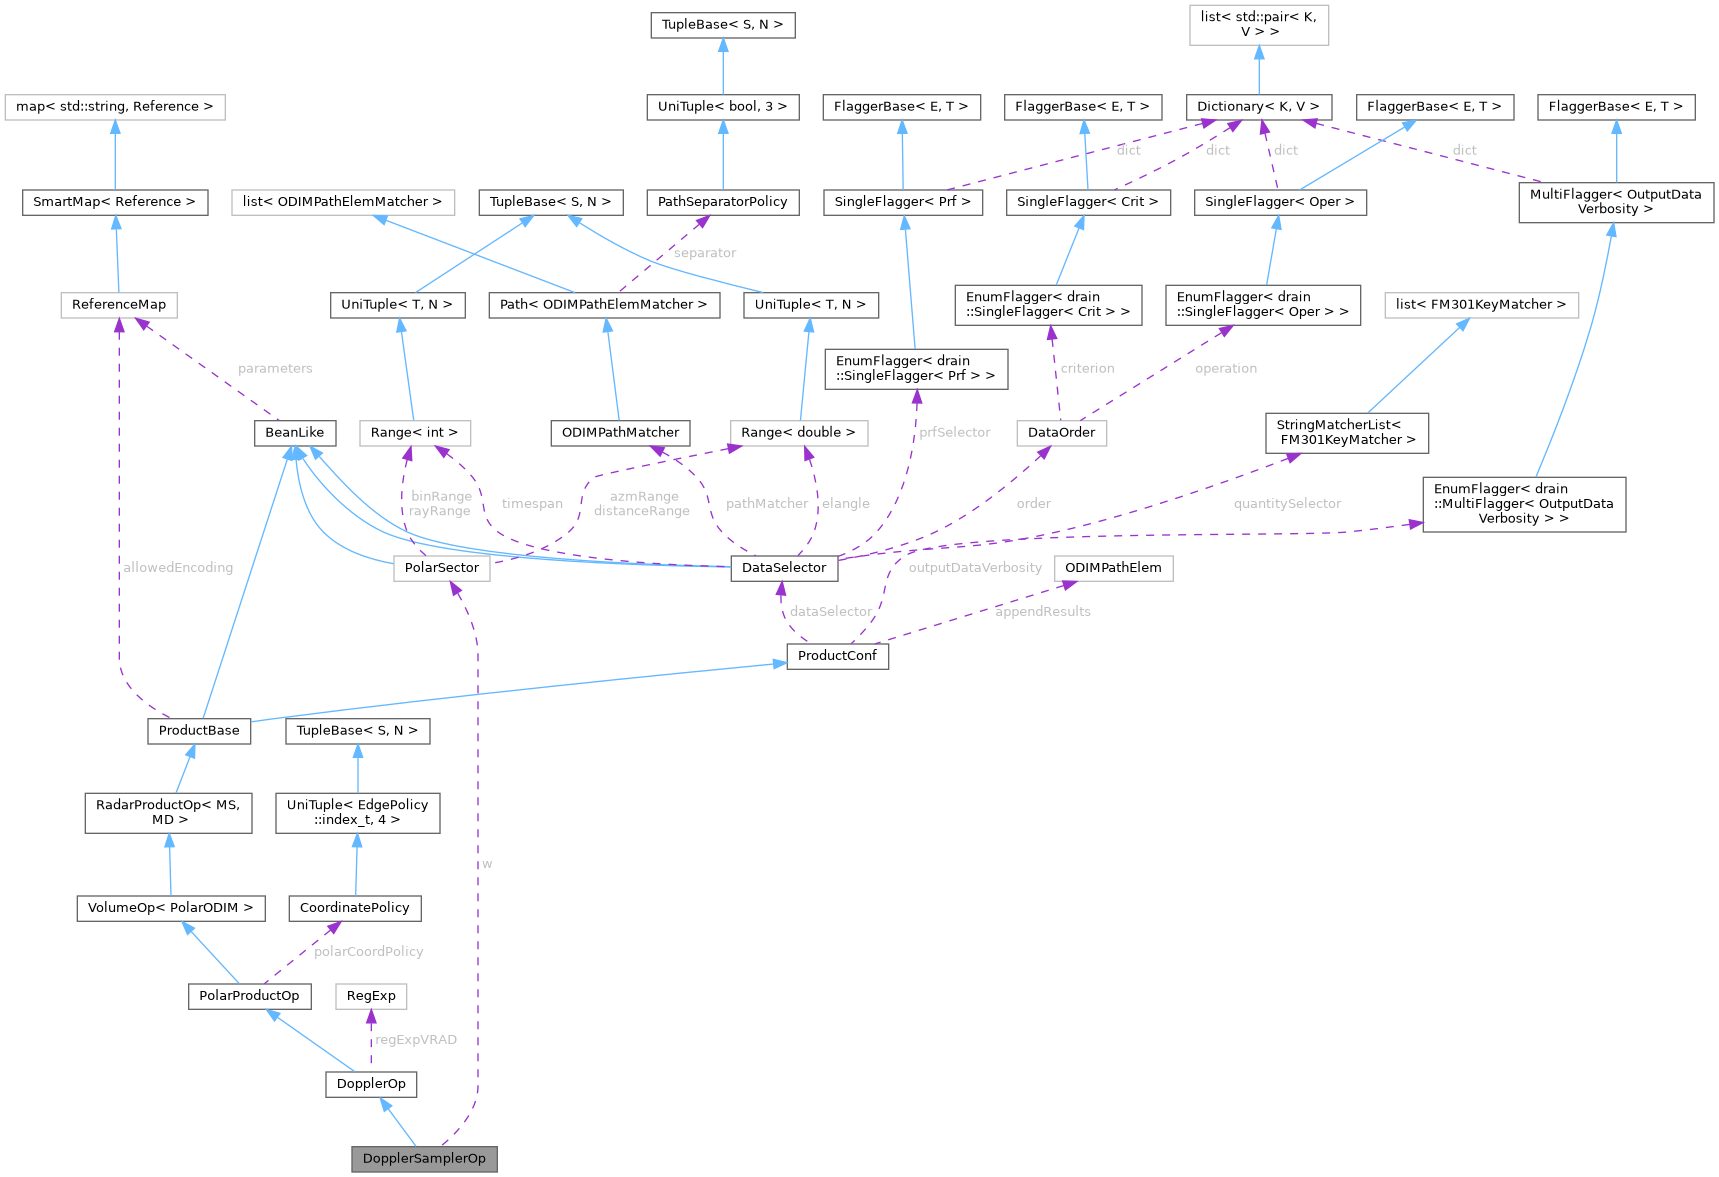 TupleBase< S, N >
list< std::pair< K,
V > >
map< std::string, Reference >
UniTuple< bool, 3 >
FlaggerBase< E, T >
FlaggerBase< E, T >
Dictionary< K, V >
FlaggerBase< E, T >
FlaggerBase< E, T >
dict
dict
dict
dict
SmartMap< Reference >
list< ODIMPathElemMatcher >
TupleBase< S, N >
PathSeparatorPolicy
SingleFlagger< Prf >
SingleFlagger< Crit >
SingleFlagger< Oper >
MultiFlagger< OutputData
Verbosity >
separator
ReferenceMap
UniTuple< T, N >
Path< ODIMPathElemMatcher >
UniTuple< T, N >
EnumFlagger< drain
::SingleFlagger< Crit > >
EnumFlagger< drain
::SingleFlagger< Oper > >
list< FM301KeyMatcher >
EnumFlagger< drain
::SingleFlagger< Prf > >
parameters
criterion
operation
BeanLike
Range< int >
ODIMPathMatcher
Range< double >
prfSelector
DataOrder
StringMatcherList<
FM301KeyMatcher >
binRange
rayRange
timespan
azmRange
distanceRange
pathMatcher
elangle
order
quantitySelector
EnumFlagger< drain
::MultiFlagger< OutputData
Verbosity > >
allowedEncoding
PolarSector
DataSelector
outputDataVerbosity
ODIMPathElem
dataSelector
appendResults
ProductConf
ProductBase
TupleBase< S, N >
RadarProductOp< MS,
MD >
UniTuple< EdgePolicy
::index_t, 4 >
w
VolumeOp< PolarODIM >
CoordinatePolicy
polarCoordPolicy
PolarProductOp
RegExp
regExpVRAD
DopplerOp
DopplerSamplerOp